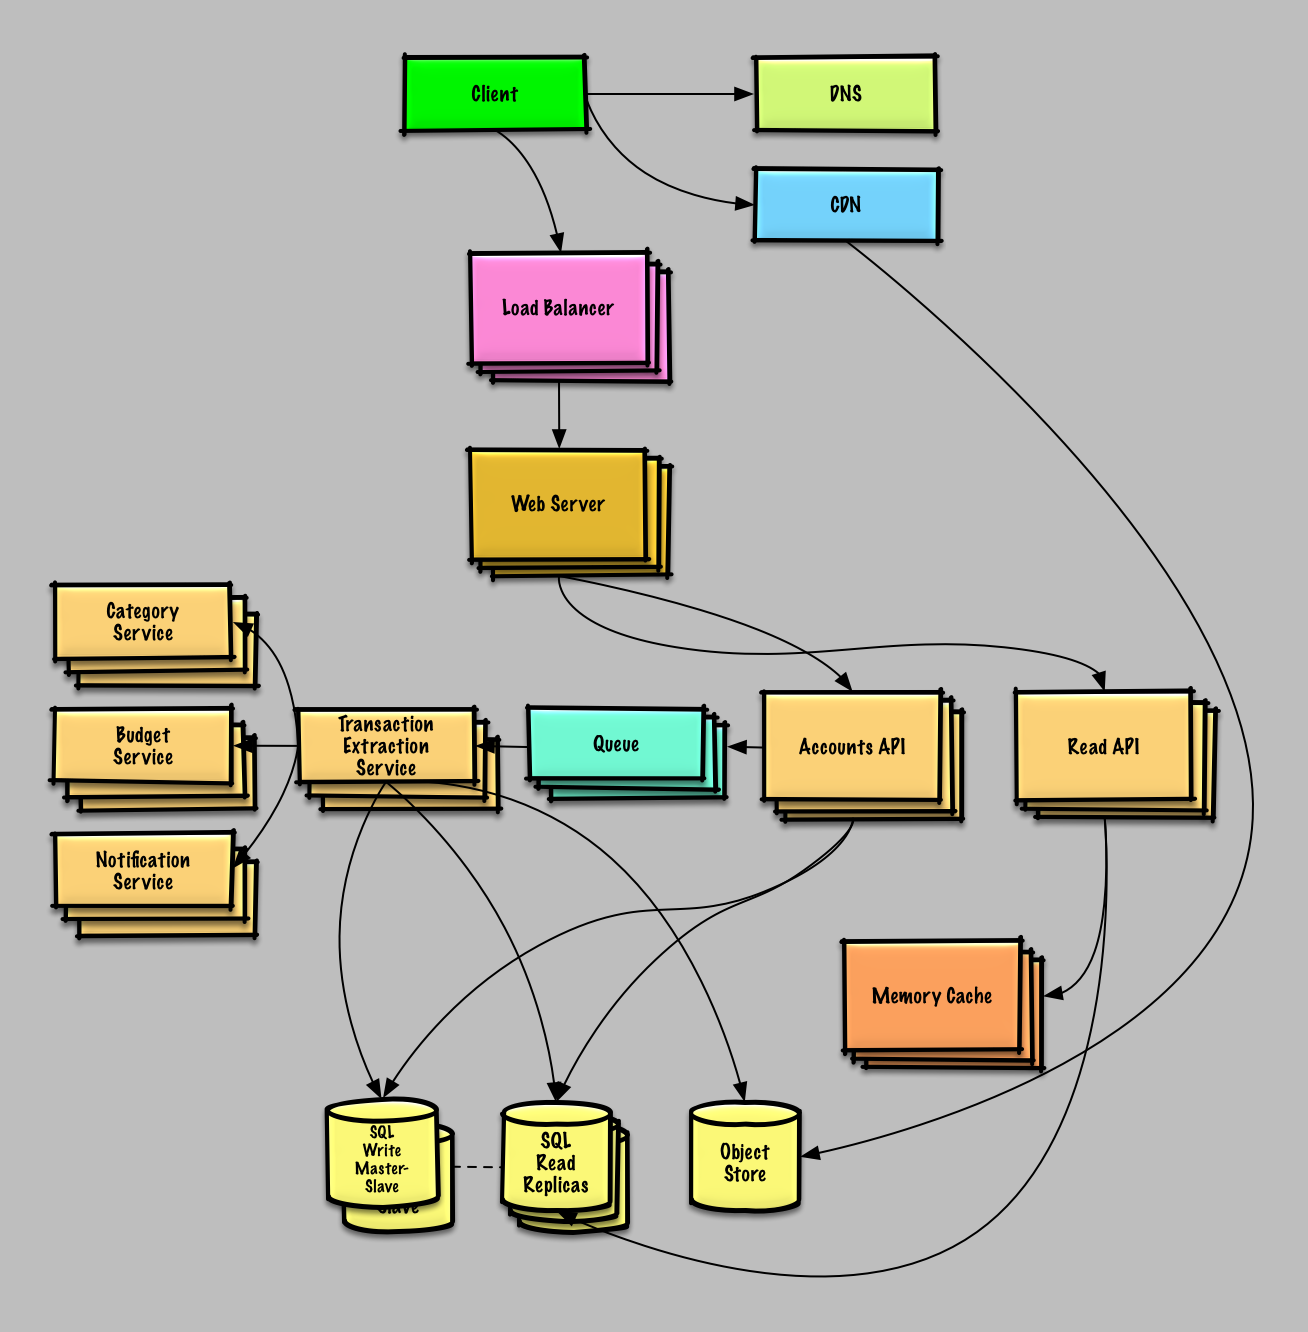 Client
DNS
CDN
Load Balancer
Web Server
Category
Service
Budget
Service
Notification
Service
Transaction
Extraction
Service
Queue
Accounts API
Read API
Memory Cache
SQL
Write
Master-
Slave
Slave
SQL
Read
Replicas
Object
Store